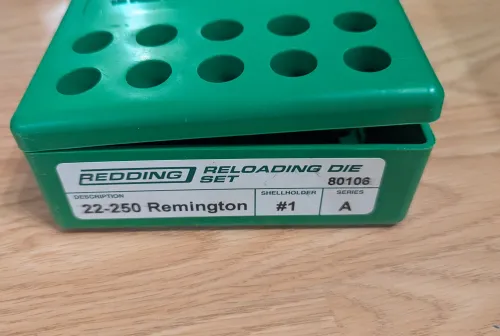 REDDING RELOADING DIE SET 80106
DESCRIPTION SHELLHOLDER SERIES
22-250 Remington #1 A